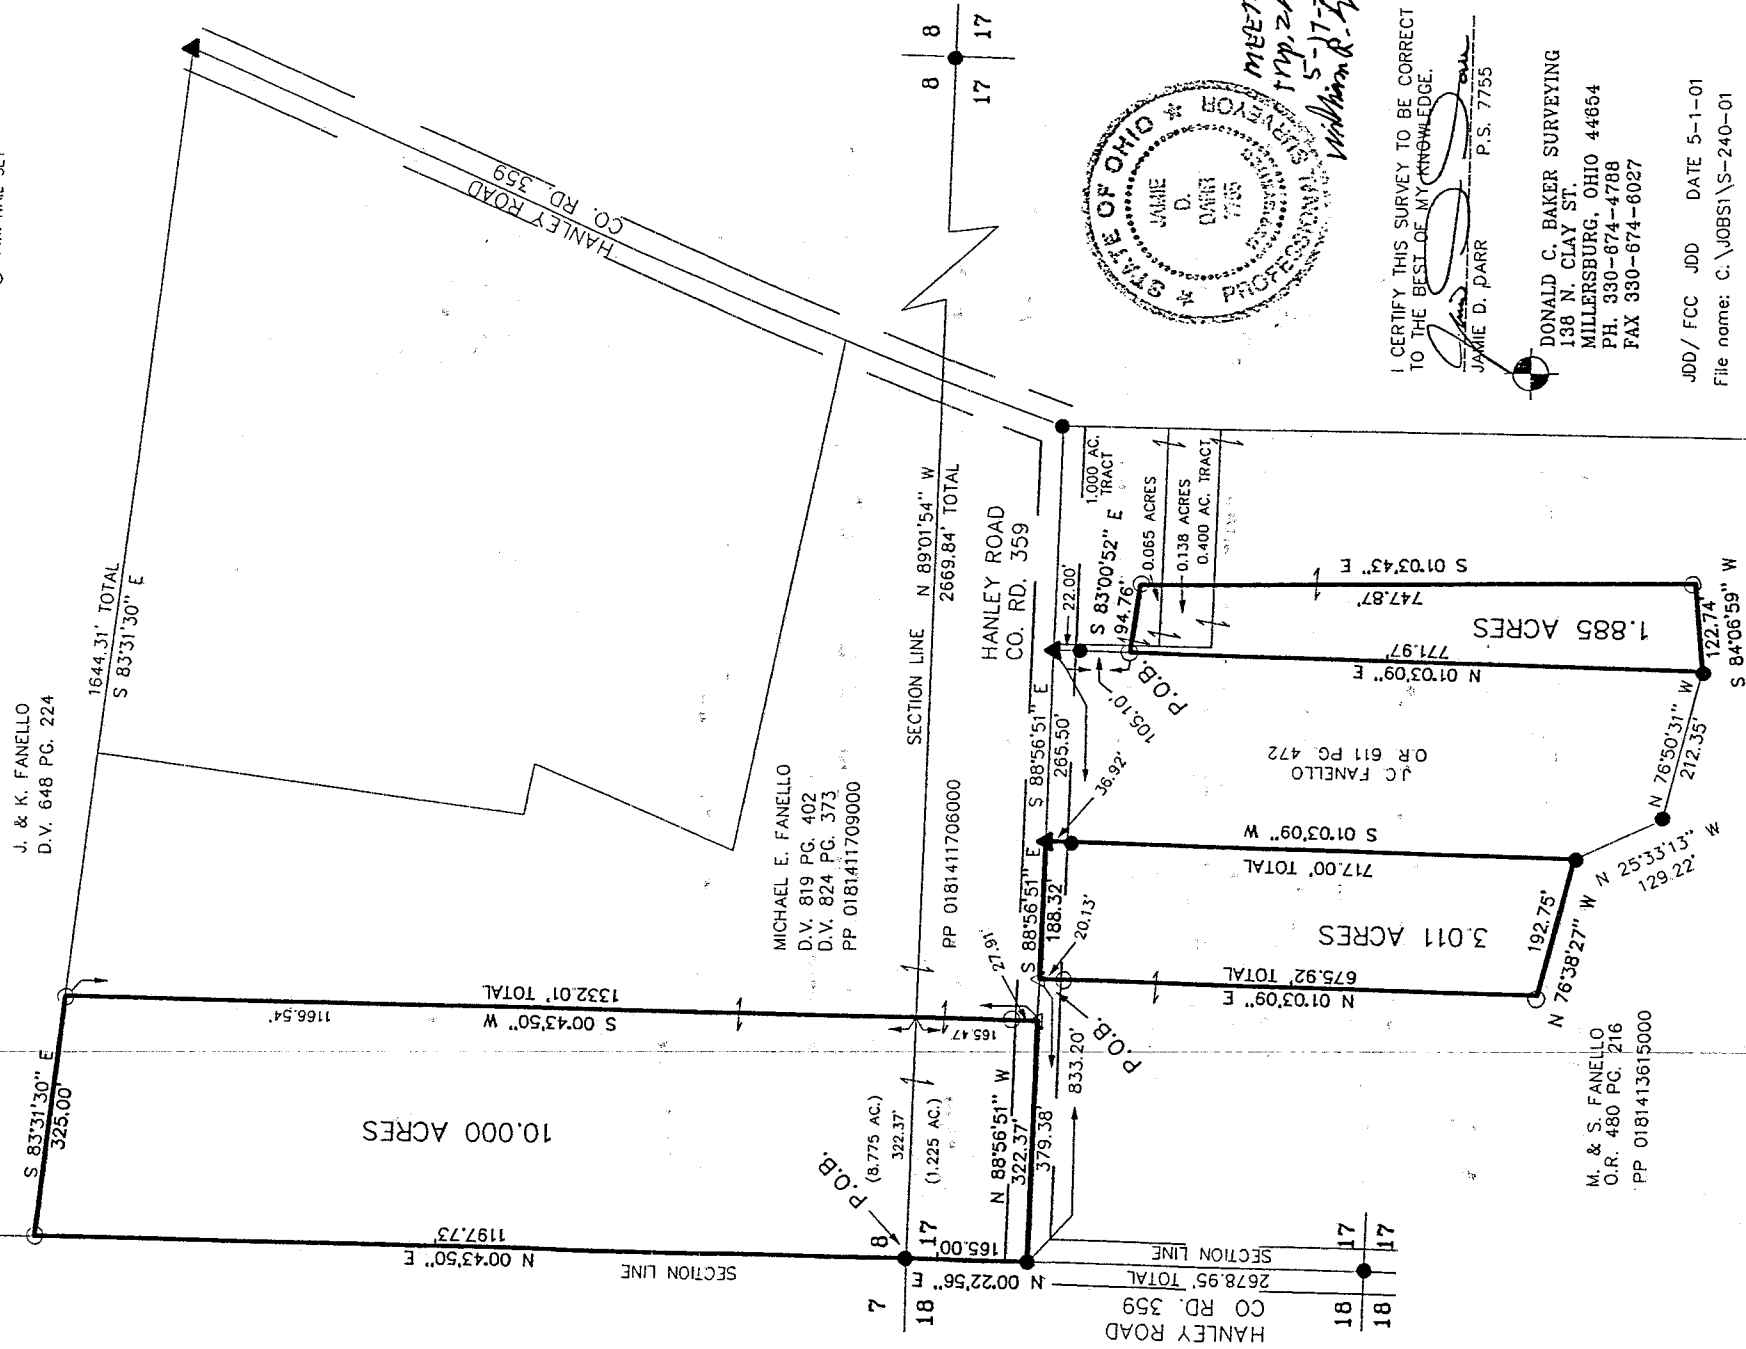 J. & K. FANELLO
D.V. 648 PG. 224
1644.31' TOTAL
S 83°31'30" E
S 83°31'30" E
325.00'
10.000 ACRES
N 00°43'50" E
1197.73'
SECTION LINE
S 00°43'50" W
1332.01' TOTAL
1166.54'
165.47
MICHAEL E. FANELLO
D.V. 819 PG. 402
D.V. 824 PG. 373
PP 0181411709000
PP 0181411706000
SECTION LINE
N 89°01'54" W
2669.84' TOTAL
HANLEY ROAD
CO. RD. 359
HANLEY ROAD
CO. RD. 359
8
8
17
17
P.O.B.
(8.775 AC.)
322.37'
(1.225 AC.)
7
8
18
17
165.00'
N 00°22'56" E
N 88°56'51" W
322.37'
379.38'
833.20'
27.91'
P.O.B.
20.13'
S 88°56'51" E
188.32'
S 88°56'51" E
265.50'
36.92'
105.10'
P.O.B.
22.00'
S 83°00'52" E
94.76'
1.000 AC.
TRACT
0.065 ACRES
0.138 ACRES
0.400 AC. TRACT
S 01°03'43" E
747.87'
1.885 ACRES
771.97'
N 01°03'09" E
122.74'
S 84°06'59" W
J.C. FANELLO
O.R. 611 PG. 472
N 76°50'31" W
212.35'
N 25°33'13" W
129.22'
S 01°03'09" W
717.00' TOTAL
3.011 ACRES
192.75'
N 76°38'27" W
675.92' TOTAL
N 01°03'09" E
M. & S. FANELLO
O.R. 480 PG. 216
PP 0181413615000
SECTION LINE
2678.95' TOTAL
HANLEY ROAD
CO RD. 359
18
17
18
17
STATE OF OHIO
JAMIE
D.
DARR
7755
REGISTERED
PROFESSIONAL SURVEYOR
I CERTIFY THIS SURVEY TO BE CORRECT
TO THE BEST OF MY KNOWLEDGE.
JAMIE D. DARR P.S. 7755
DONALD C. BAKER SURVEYING
138 N. CLAY ST.
MILLERSBURG, OHIO 44654
PH. 330-674-4788
FAX 330-674-6027
JDD/ FCC JDD DATE 5-1-01
File name: C:\JOBS1\S-240-01